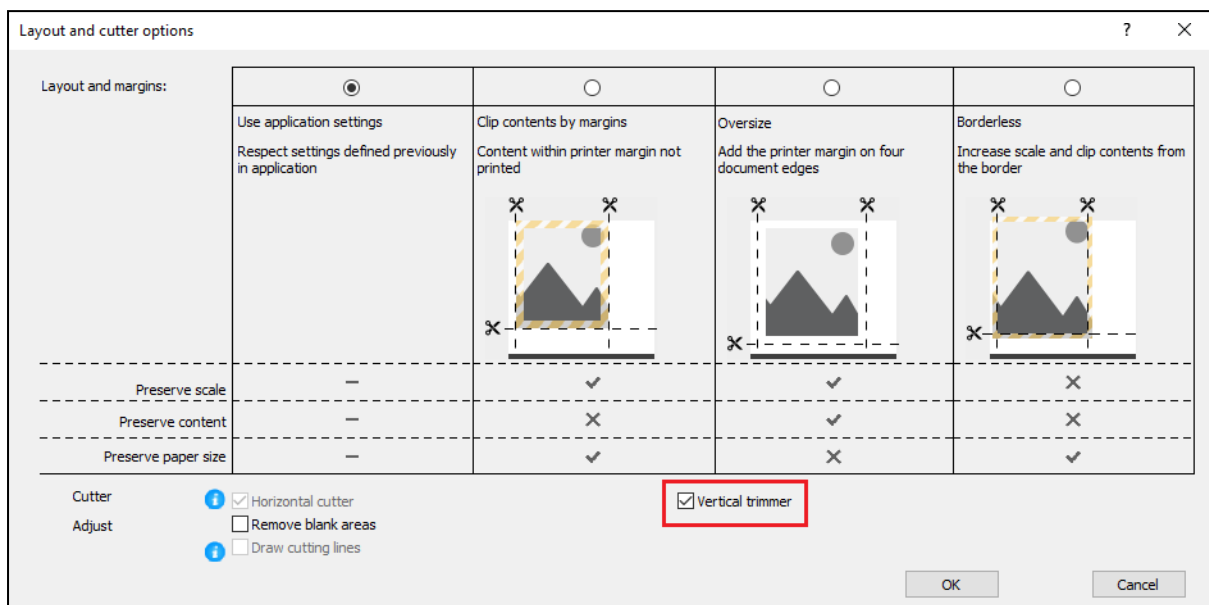 Layout and cutter options
?
Layout and margins:
Use application settings
Respect settings defined previously
in application
Clip contents by margins
Content within printer margin not
printed
Oversize
Add the printer margin on four
document edges
Borderless
Increase scale and clip contents from
the border
Preserve scale
Preserve content
Preserve paper size
Cutter
Horizontal cutter
Vertical trimmer
Adjust
Remove blank areas
Draw cutting lines
OK
Cancel